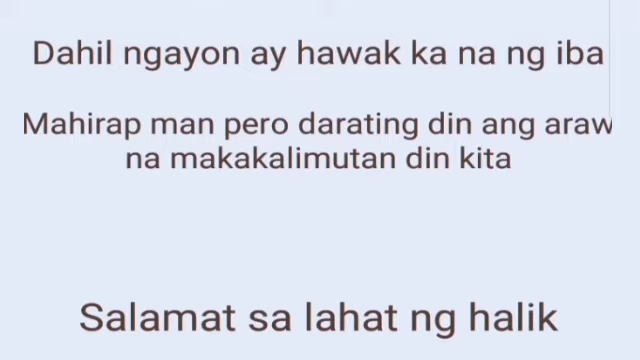 Dahil ngayon ay hawak ka na ng iba
Mahirap man pero darating din ang araw
na makakalimutan din kita
Salamat sa lahat ng halik